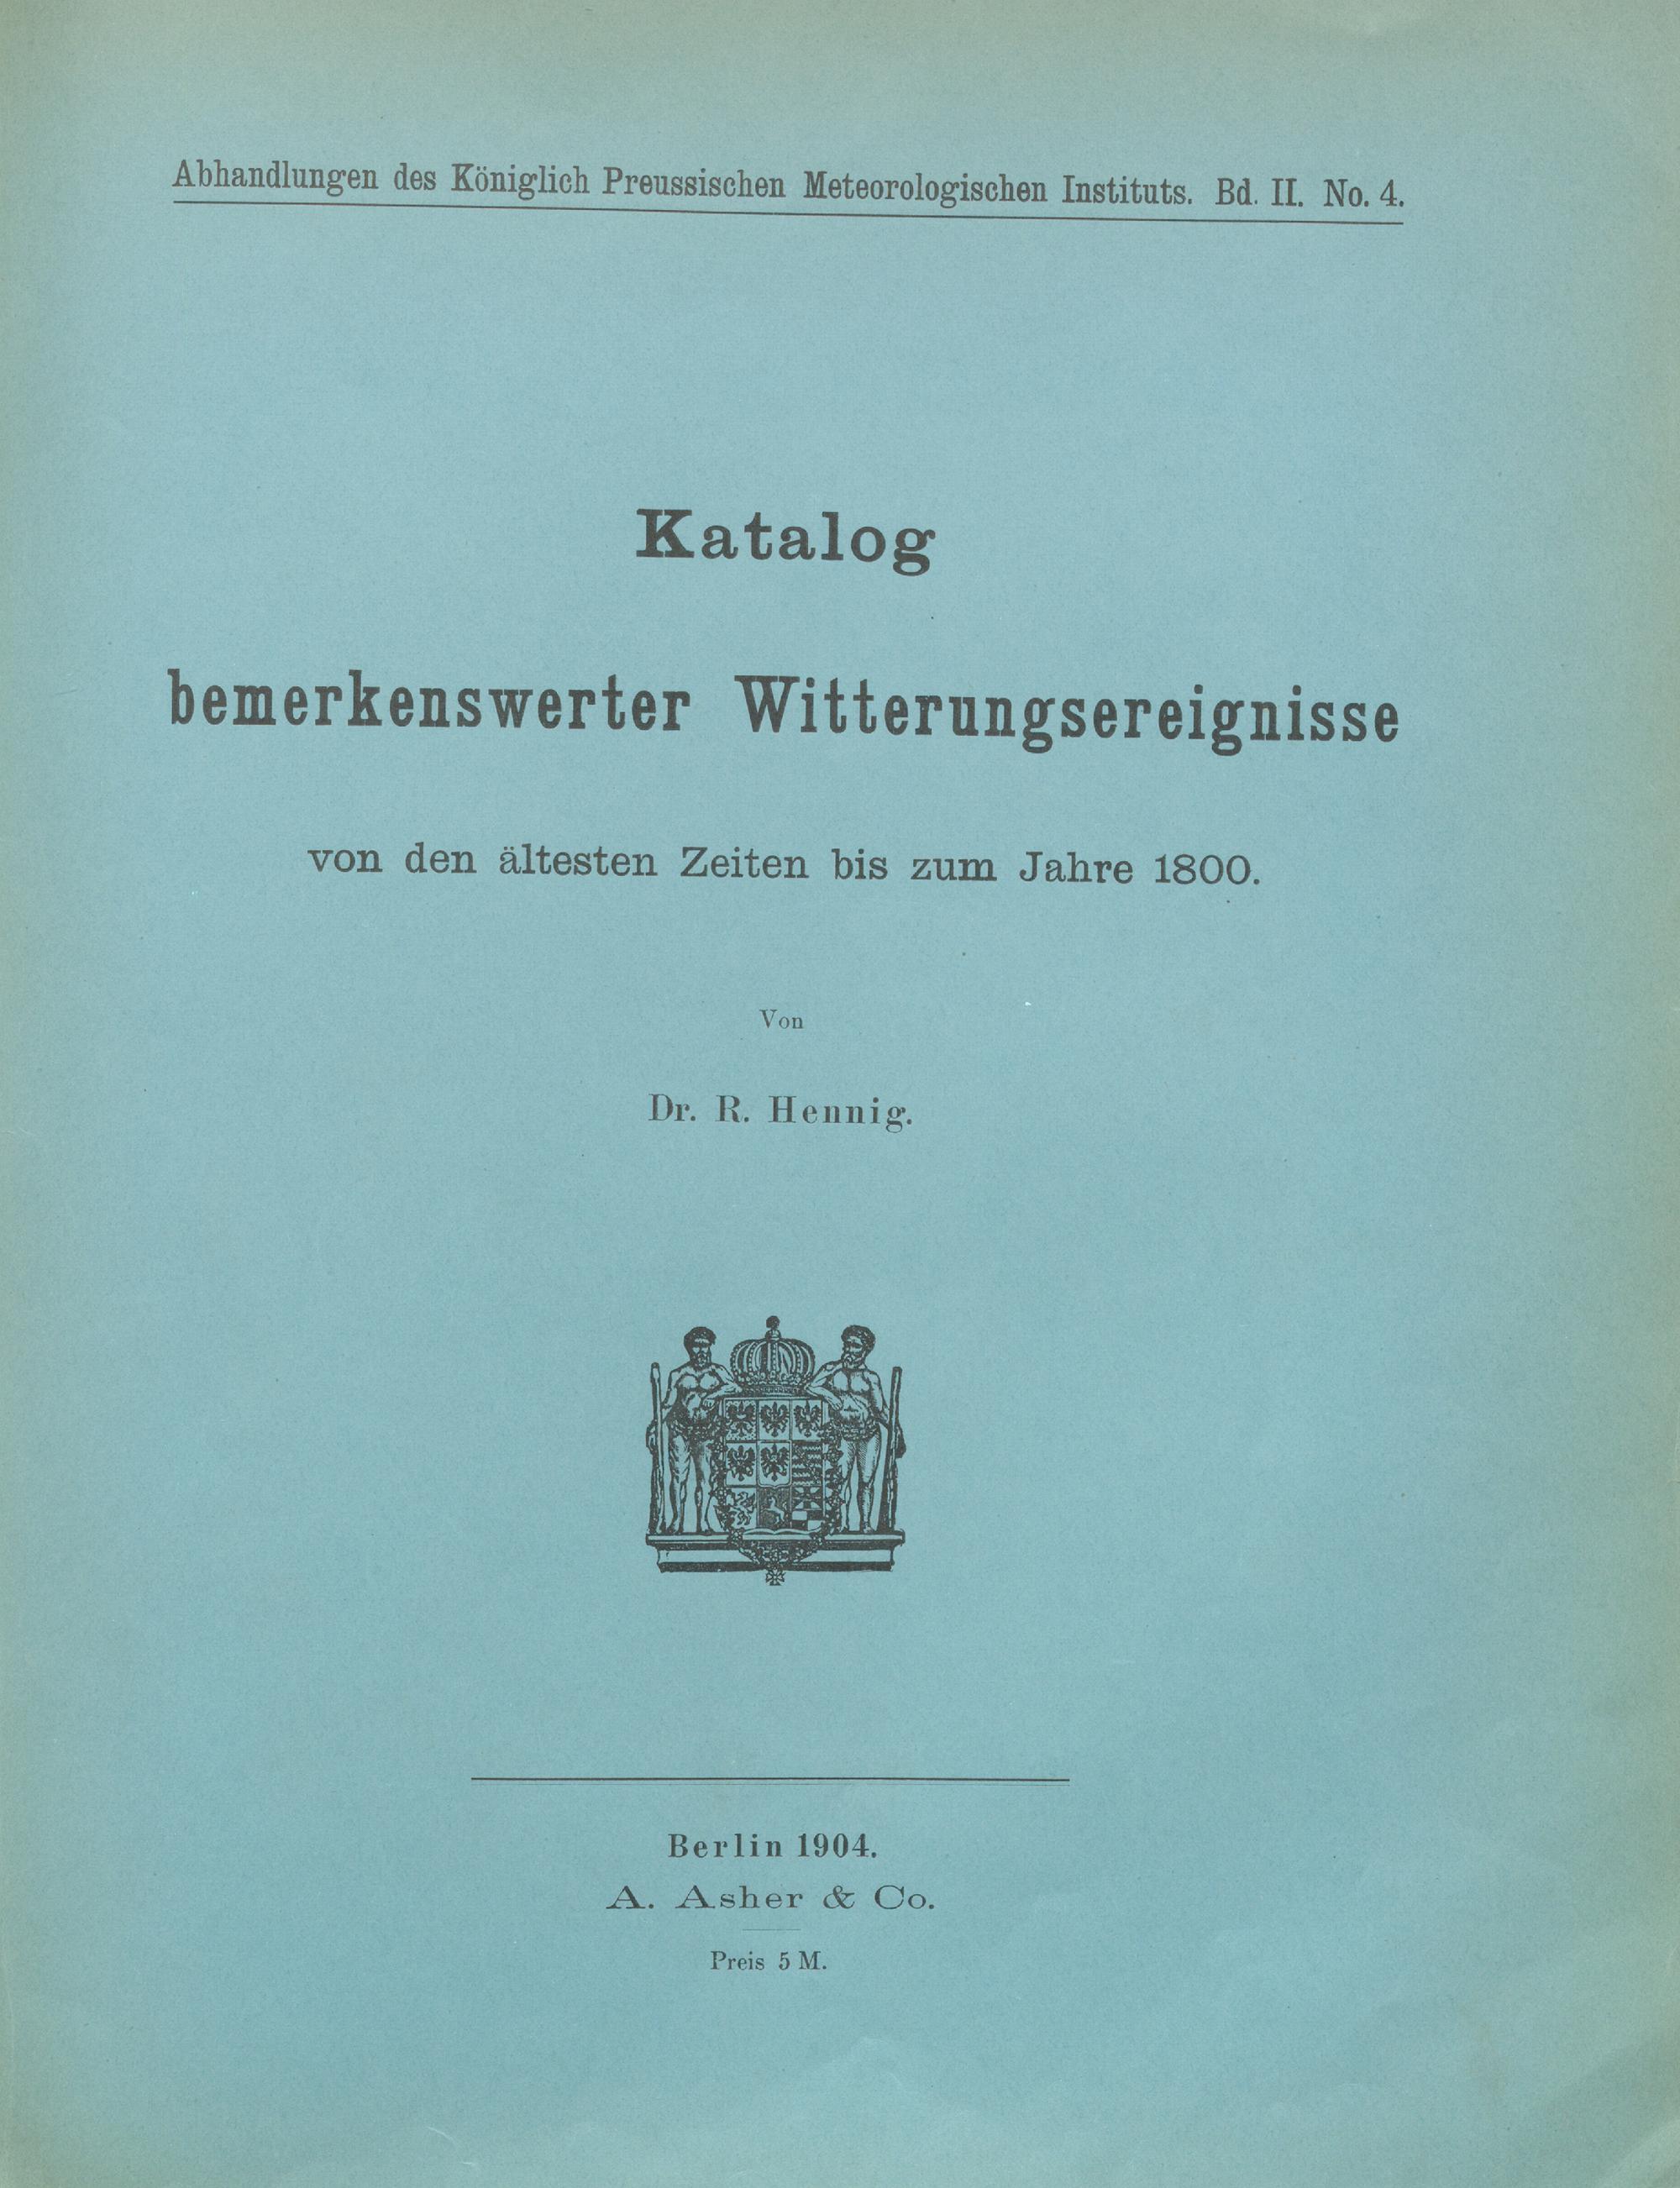 Abhandlungen des Königlich Preussischen Meteorologischen Instituts. Bd. II. No. 4.
Katalog
bemerkenswerter Witterungsereignisse
von den ältesten Zeiten bis zum Jahre 1800.
Von
Dr. R. Hennig.
Berlin 1904.
A. Asher & Co.
Preis 5 M.